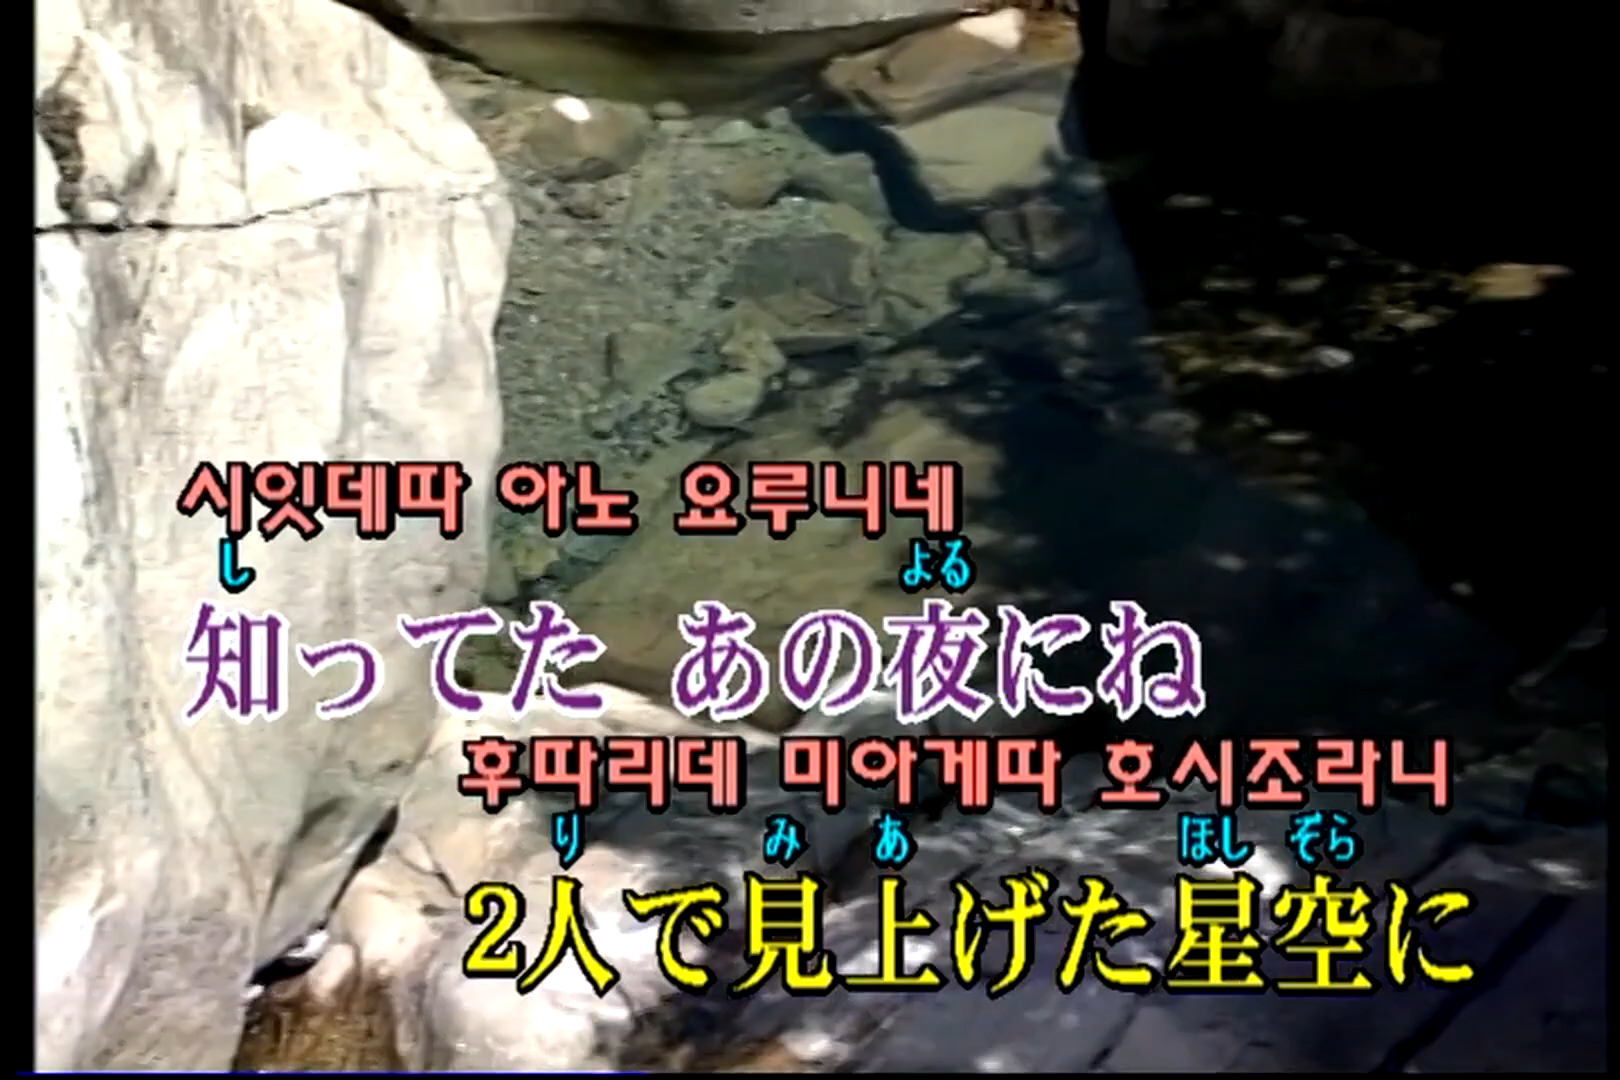 시잇데따 아노 요루니네
し よる
知ってた あの夜にね
후따리데 미아게따 호시조라니
り み あ ほし ぞら
2人で見上げた星空に